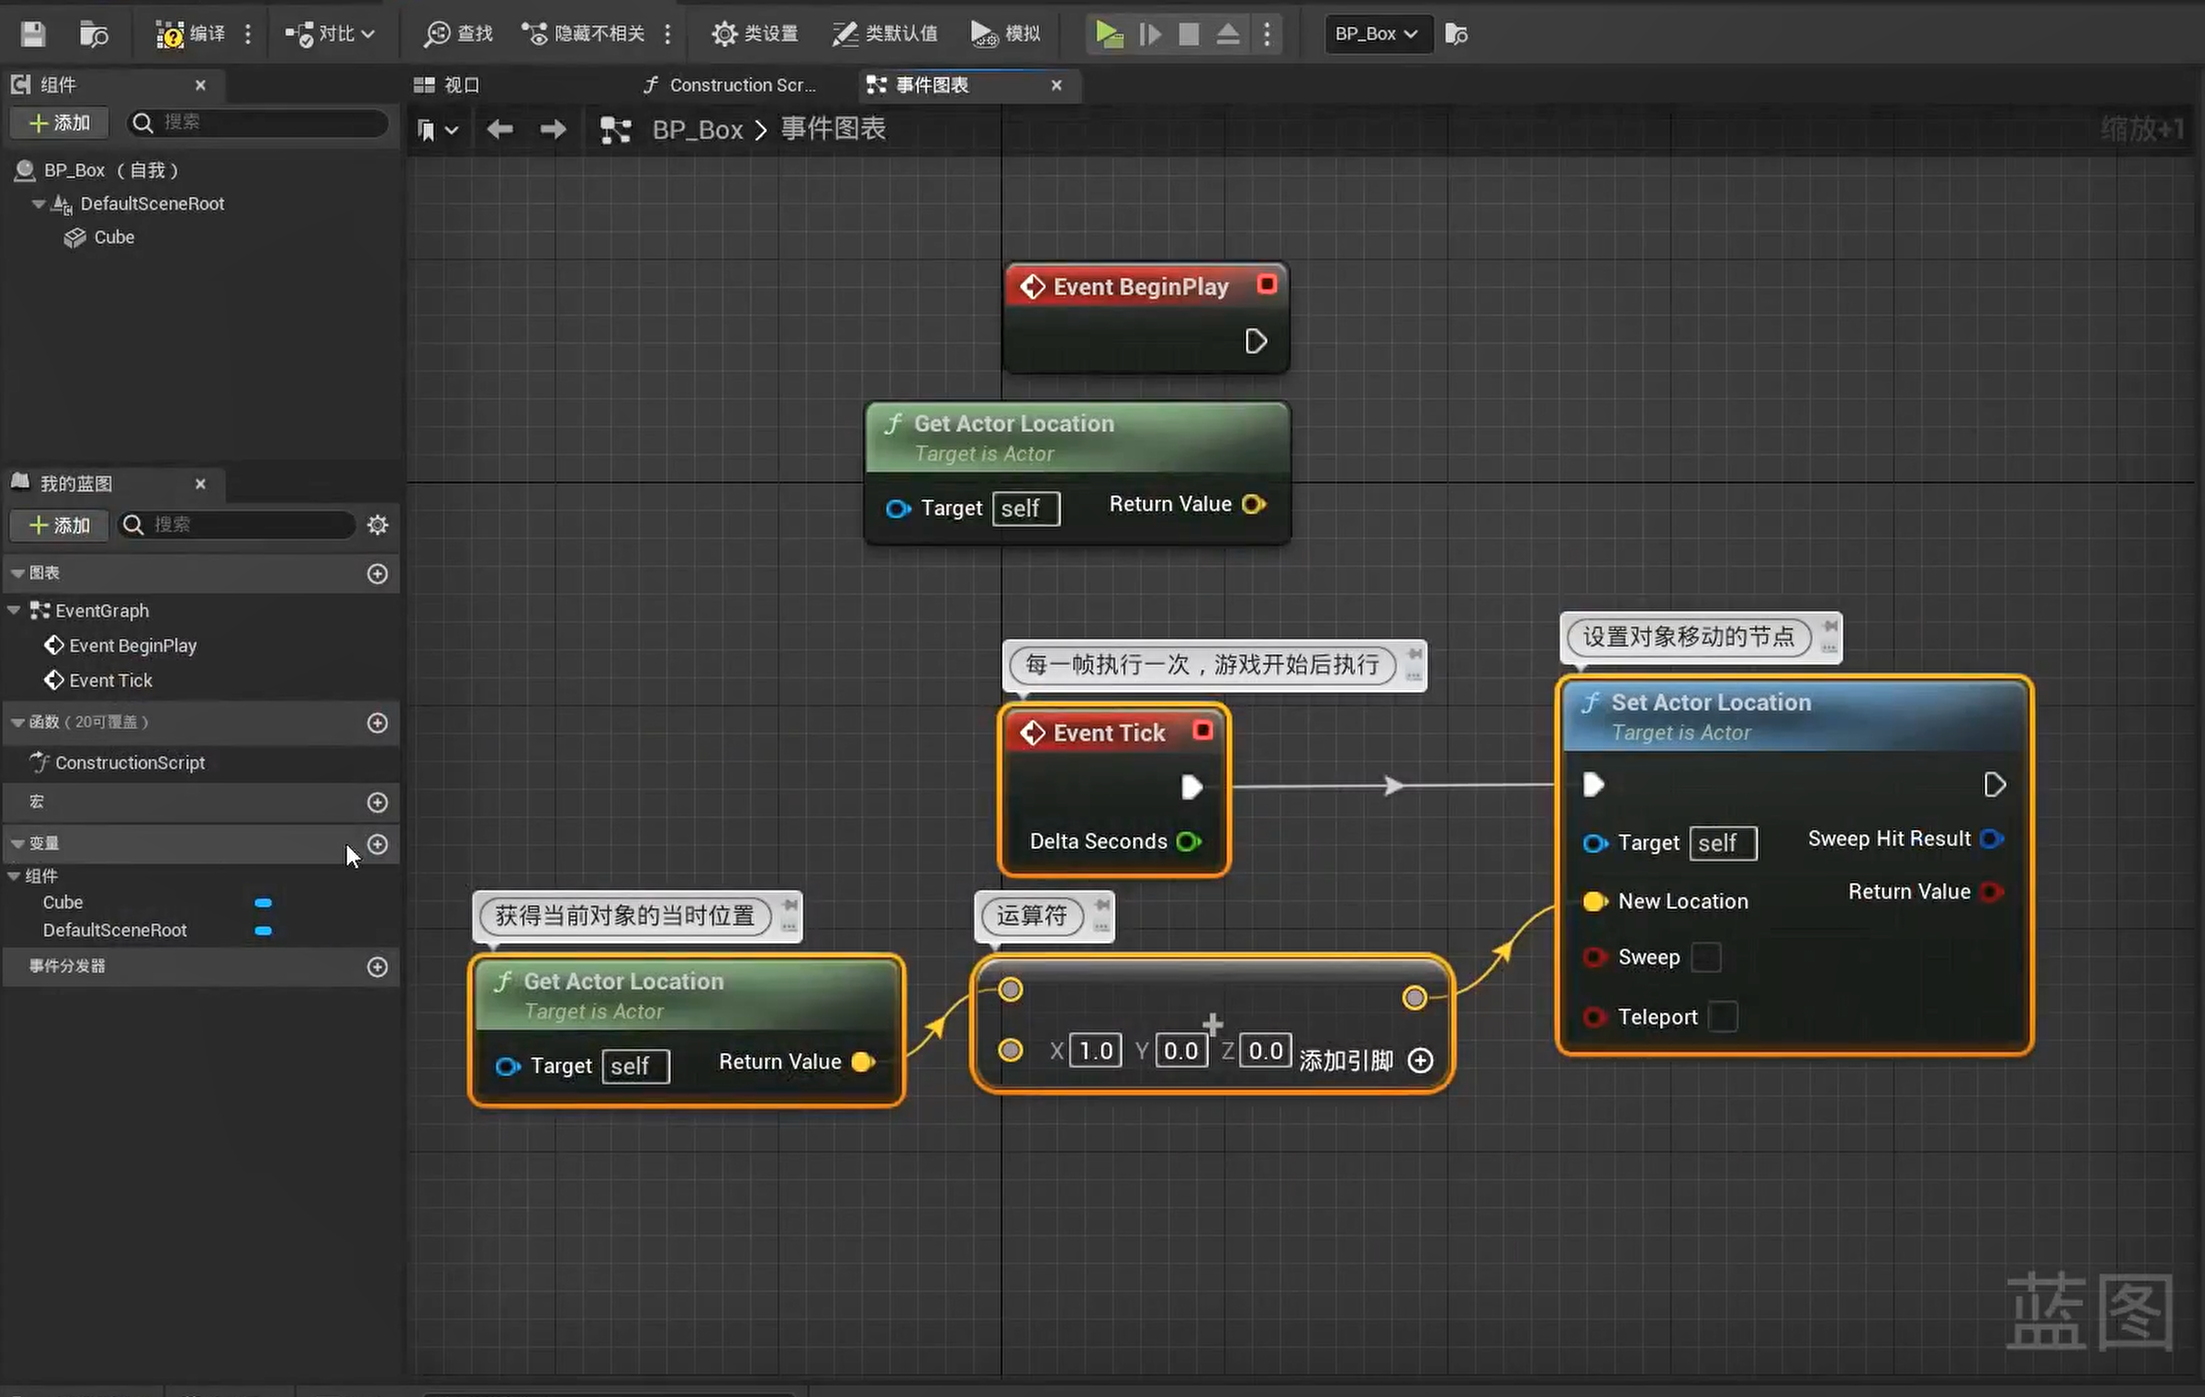 编译
对比
查找
隐藏不相关
类设置
类默认值
模拟
BP_Box
组件
视口
Construction Scr...
事件图表
添加
搜索
BP_Box > 事件图表
缩放+1
BP_Box （自我）
DefaultSceneRoot
Cube
Event BeginPlay
Get Actor Location
Target is Actor
Target self Return Value
我的蓝图
添加
搜索
图表
EventGraph
Event BeginPlay
Event Tick
函数（20可覆盖）
ConstructionScript
宏
变量
组件
Cube
DefaultSceneRoot
事件分发器
每一帧执行一次，游戏开始后执行
Event Tick
Delta Seconds
设置对象移动的节点
Set Actor Location
Target is Actor
Target self Sweep Hit Result
New Location Return Value
Sweep
Teleport
获得当前对象的当时位置
Get Actor Location
Target is Actor
Target self Return Value
运算符
X 1.0 Y 0.0 Z 0.0 添加引脚
蓝图